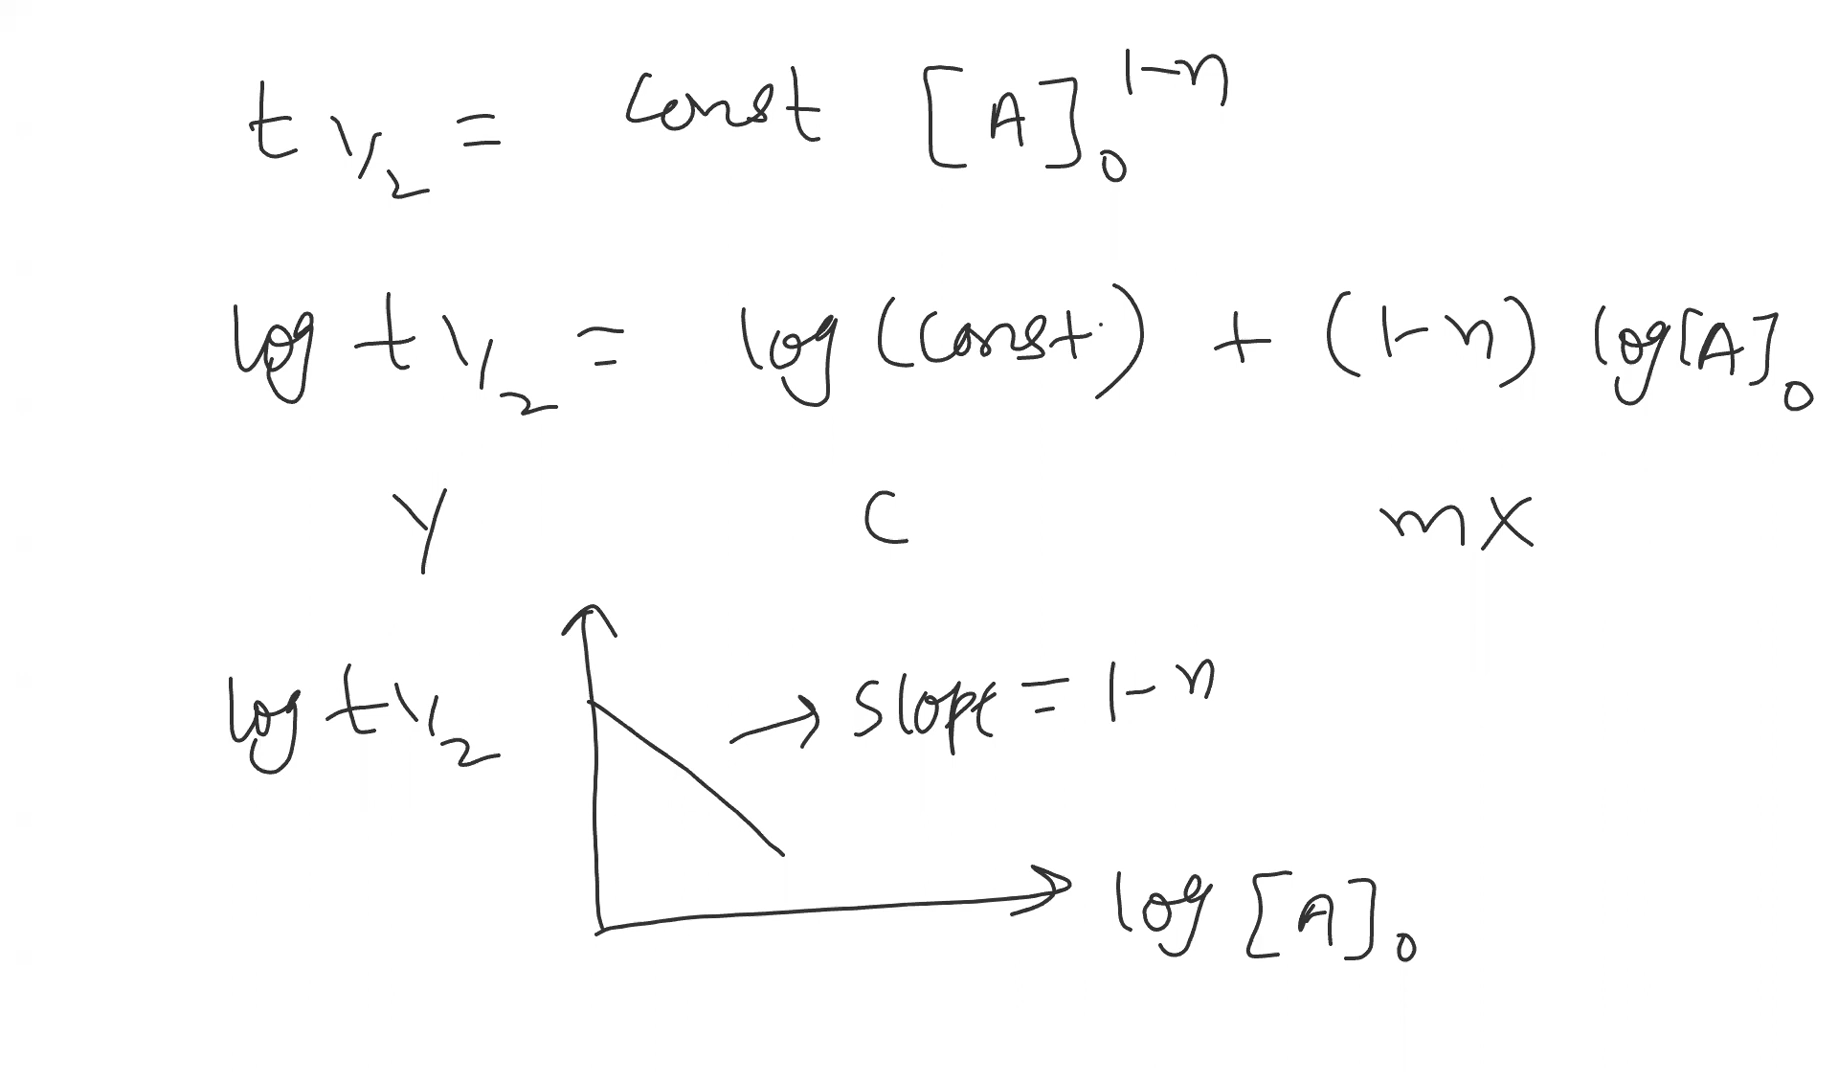 t 1/2 = const [A]₀^1-n
log t 1/2 = log (const.) + (1-n) log[A]₀
Y C mX
log t 1/2 → slope = 1-n
log [A]₀